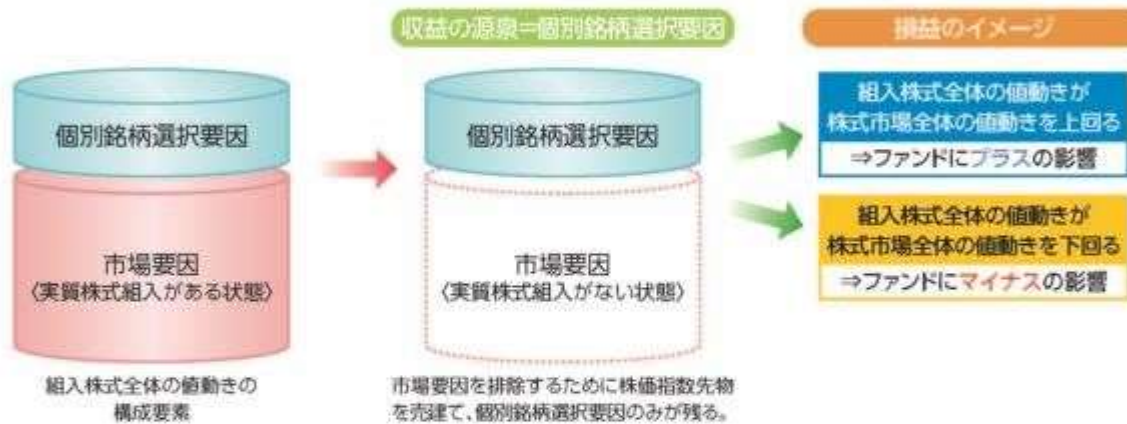 収益の源泉=個別銘柄選択要因
損益のイメージ
個別銘柄選択要因
市場要因
〈実質株式組入がある状態〉
組入株式全体の値動きの
構成要素
個別銘柄選択要因
市場要因
〈実質株式組入がない状態〉
市場要因を排除するために株価指数先物
を売建て、個別銘柄選択要因のみが残る。
組入株式全体の値動きが
株式市場全体の値動きを上回る
⇒ファンドにプラスの影響
組入株式全体の値動きが
株式市場全体の値動きを下回る
⇒ファンドにマイナスの影響